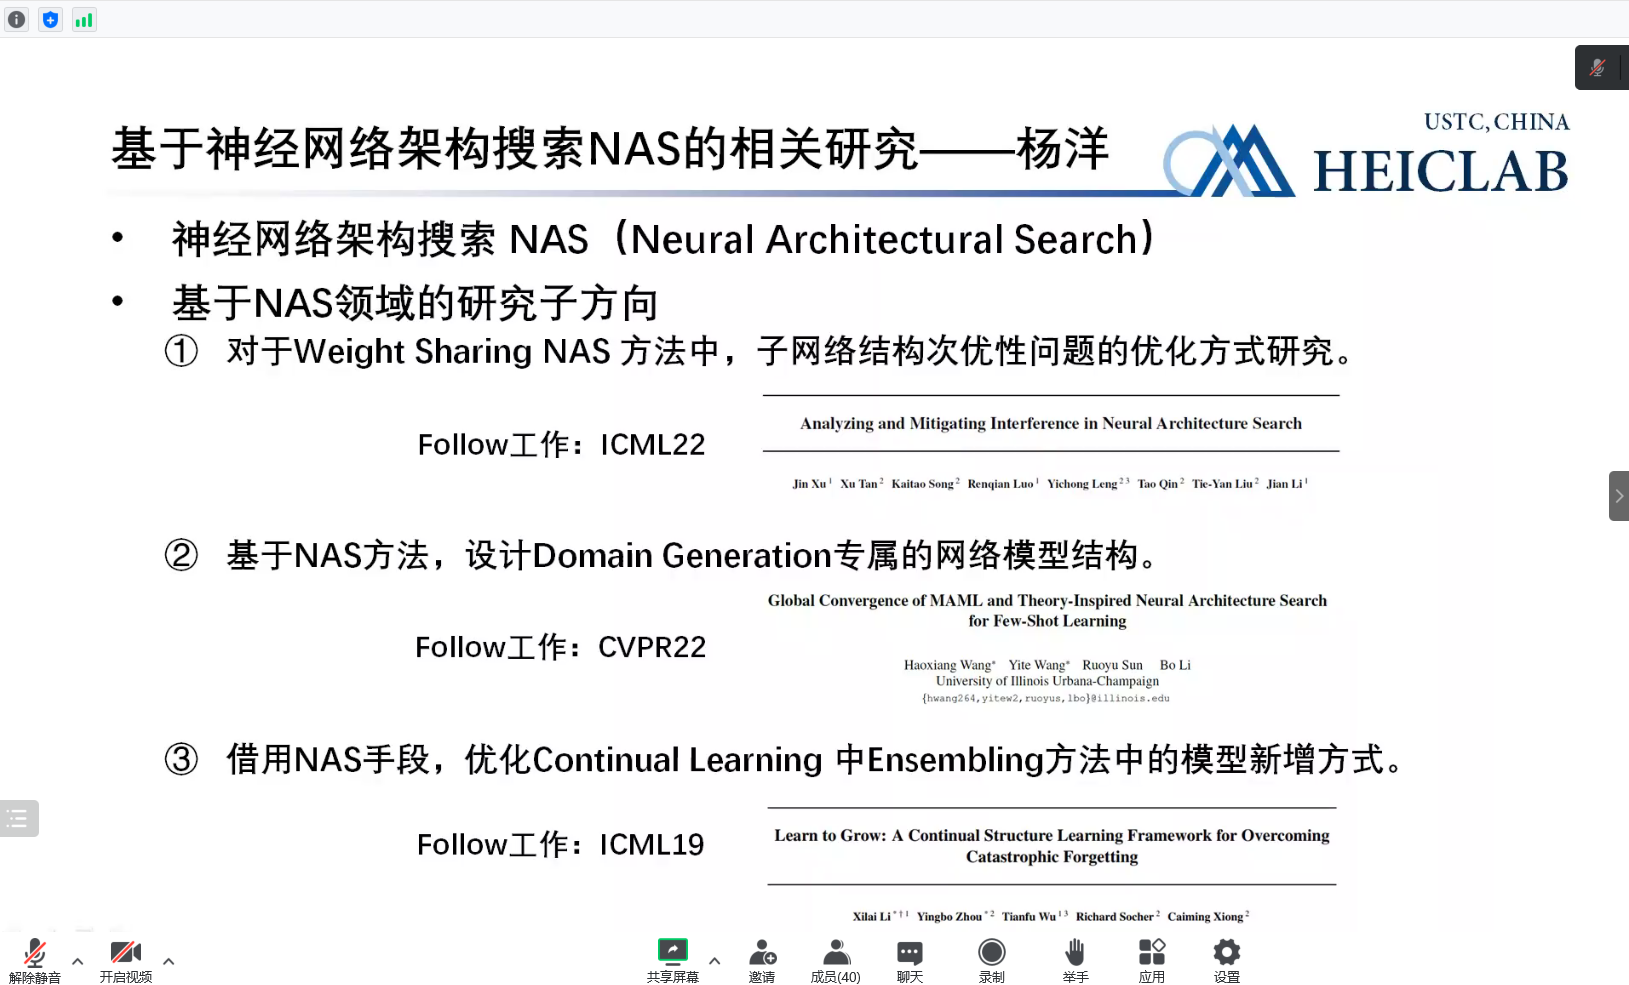 基于神经网络架构搜索NAS的相关研究——杨洋
USTC, CHINA
HEICLAB
• 神经网络架构搜索 NAS（Neural Architectural Search）
• 基于NAS领域的研究子方向
① 对于Weight Sharing NAS 方法中，子网络结构次优性问题的优化方式研究。
Follow工作：ICML22
Analyzing and Mitigating Interference in Neural Architecture Search
Jin Xu 1 Xu Tan 2 Kaitao Song 2 Renqian Luo 1 Yichong Leng 2 3 Tao Qin 2 Tie-Yan Liu 2 Jian Li 1
② 基于NAS方法，设计Domain Generation专属的网络模型结构。
Follow工作：CVPR22
Global Convergence of MAML and Theory-Inspired Neural Architecture Search
for Few-Shot Learning
Haoxiang Wang* Yite Wang* Ruoyu Sun Bo Li
University of Illinois Urbana-Champaign
{hwang264,yitew2,ruoyus,lbo}@illinois.edu
③ 借用NAS手段，优化Continual Learning 中Ensembling方法中的模型新增方式。
Follow工作：ICML19
Learn to Grow: A Continual Structure Learning Framework for Overcoming
Catastrophic Forgetting
Xilai Li * † 1 Yingbo Zhou * 2 Tianfu Wu 1 3 Richard Socher 2 Caiming Xiong 2
解除静音 开启视频 共享屏幕 邀请 成员(40) 聊天 录制 举手 应用 设置